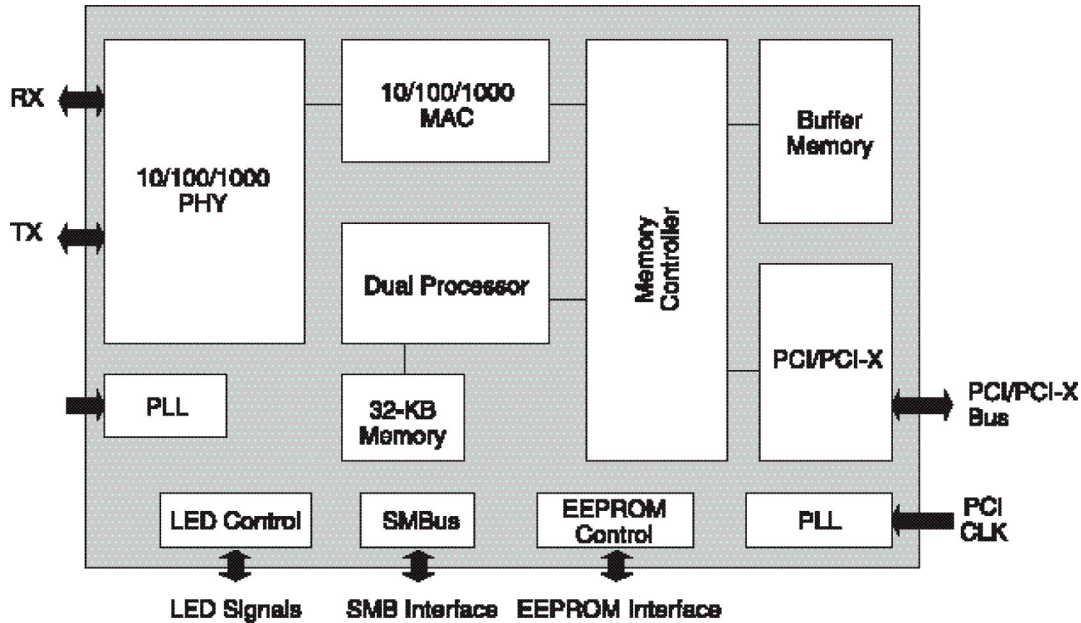 RX
TX
10/100/1000
PHY
10/100/1000
MAC
Dual Processor
32-KB
Memory
Memory
Controller
Buffer
Memory
PCI/PCI-X
PCI/PCI-X
Bus
PLL
LED Control
SMBus
EEPROM
Control
PLL
PCI
CLK
LED Signals
SMB Interface
EEPROM Interface